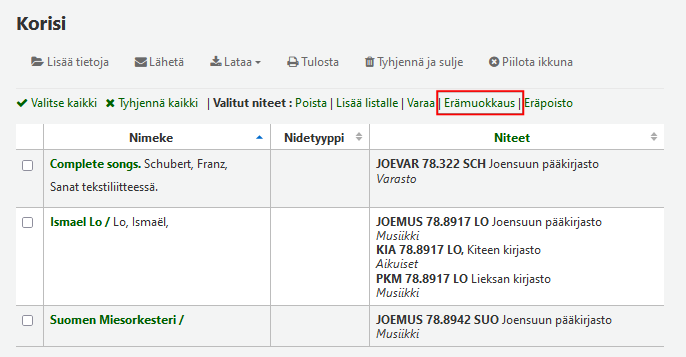 Korisi
Lisää tietoja Lähetä Lataa Tulosta Tyhjennä ja sulje Piilota ikkuna
Valitse kaikki Tyhjennä kaikki | Valitut niteet : Poista | Lisää listalle | Varaa | Erämuokkaus | Eräpoisto
Nimeke Nidetyyppi Niteet
Complete songs. Schubert, Franz,
Sanat tekstiliitteessä.
JOEVAR 78.322 SCH Joensuun pääkirjasto
Varasto
Ismael Lo / Lo, Ismaël,
JOEMUS 78.8917 LO Joensuun pääkirjasto
Musiikki
KIA 78.8917 LO, Kiteen kirjasto
Aikuiset
PKM 78.8917 LO Lieksan kirjasto
Musiikki
Suomen Miesorkesteri /
JOEMUS 78.8942 SUO Joensuun pääkirjasto
Musiikki